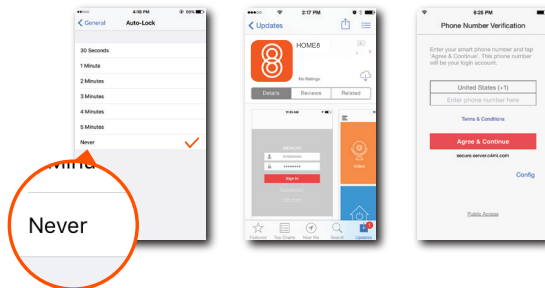 4:18 PM
99%
General
Auto-Lock
30 Seconds
1 Minute
2 Minutes
3 Minutes
4 Minutes
5 Minutes
Never
Never
2:17 PM
Updates
HOME8
No Ratings
Details
Reviews
Related
Sign In
Video
Featured
Top Charts
Near Me
Search
Updates
6:25 PM
Phone Number Verification
Enter your smart phone number and tap
'Agree & Continue'. This phone number
will be your login account.
United States (+1)
Enter phone number here
Terms & Conditions
Agree & Continue
secure.server.c4mi.com
Config
Public Access